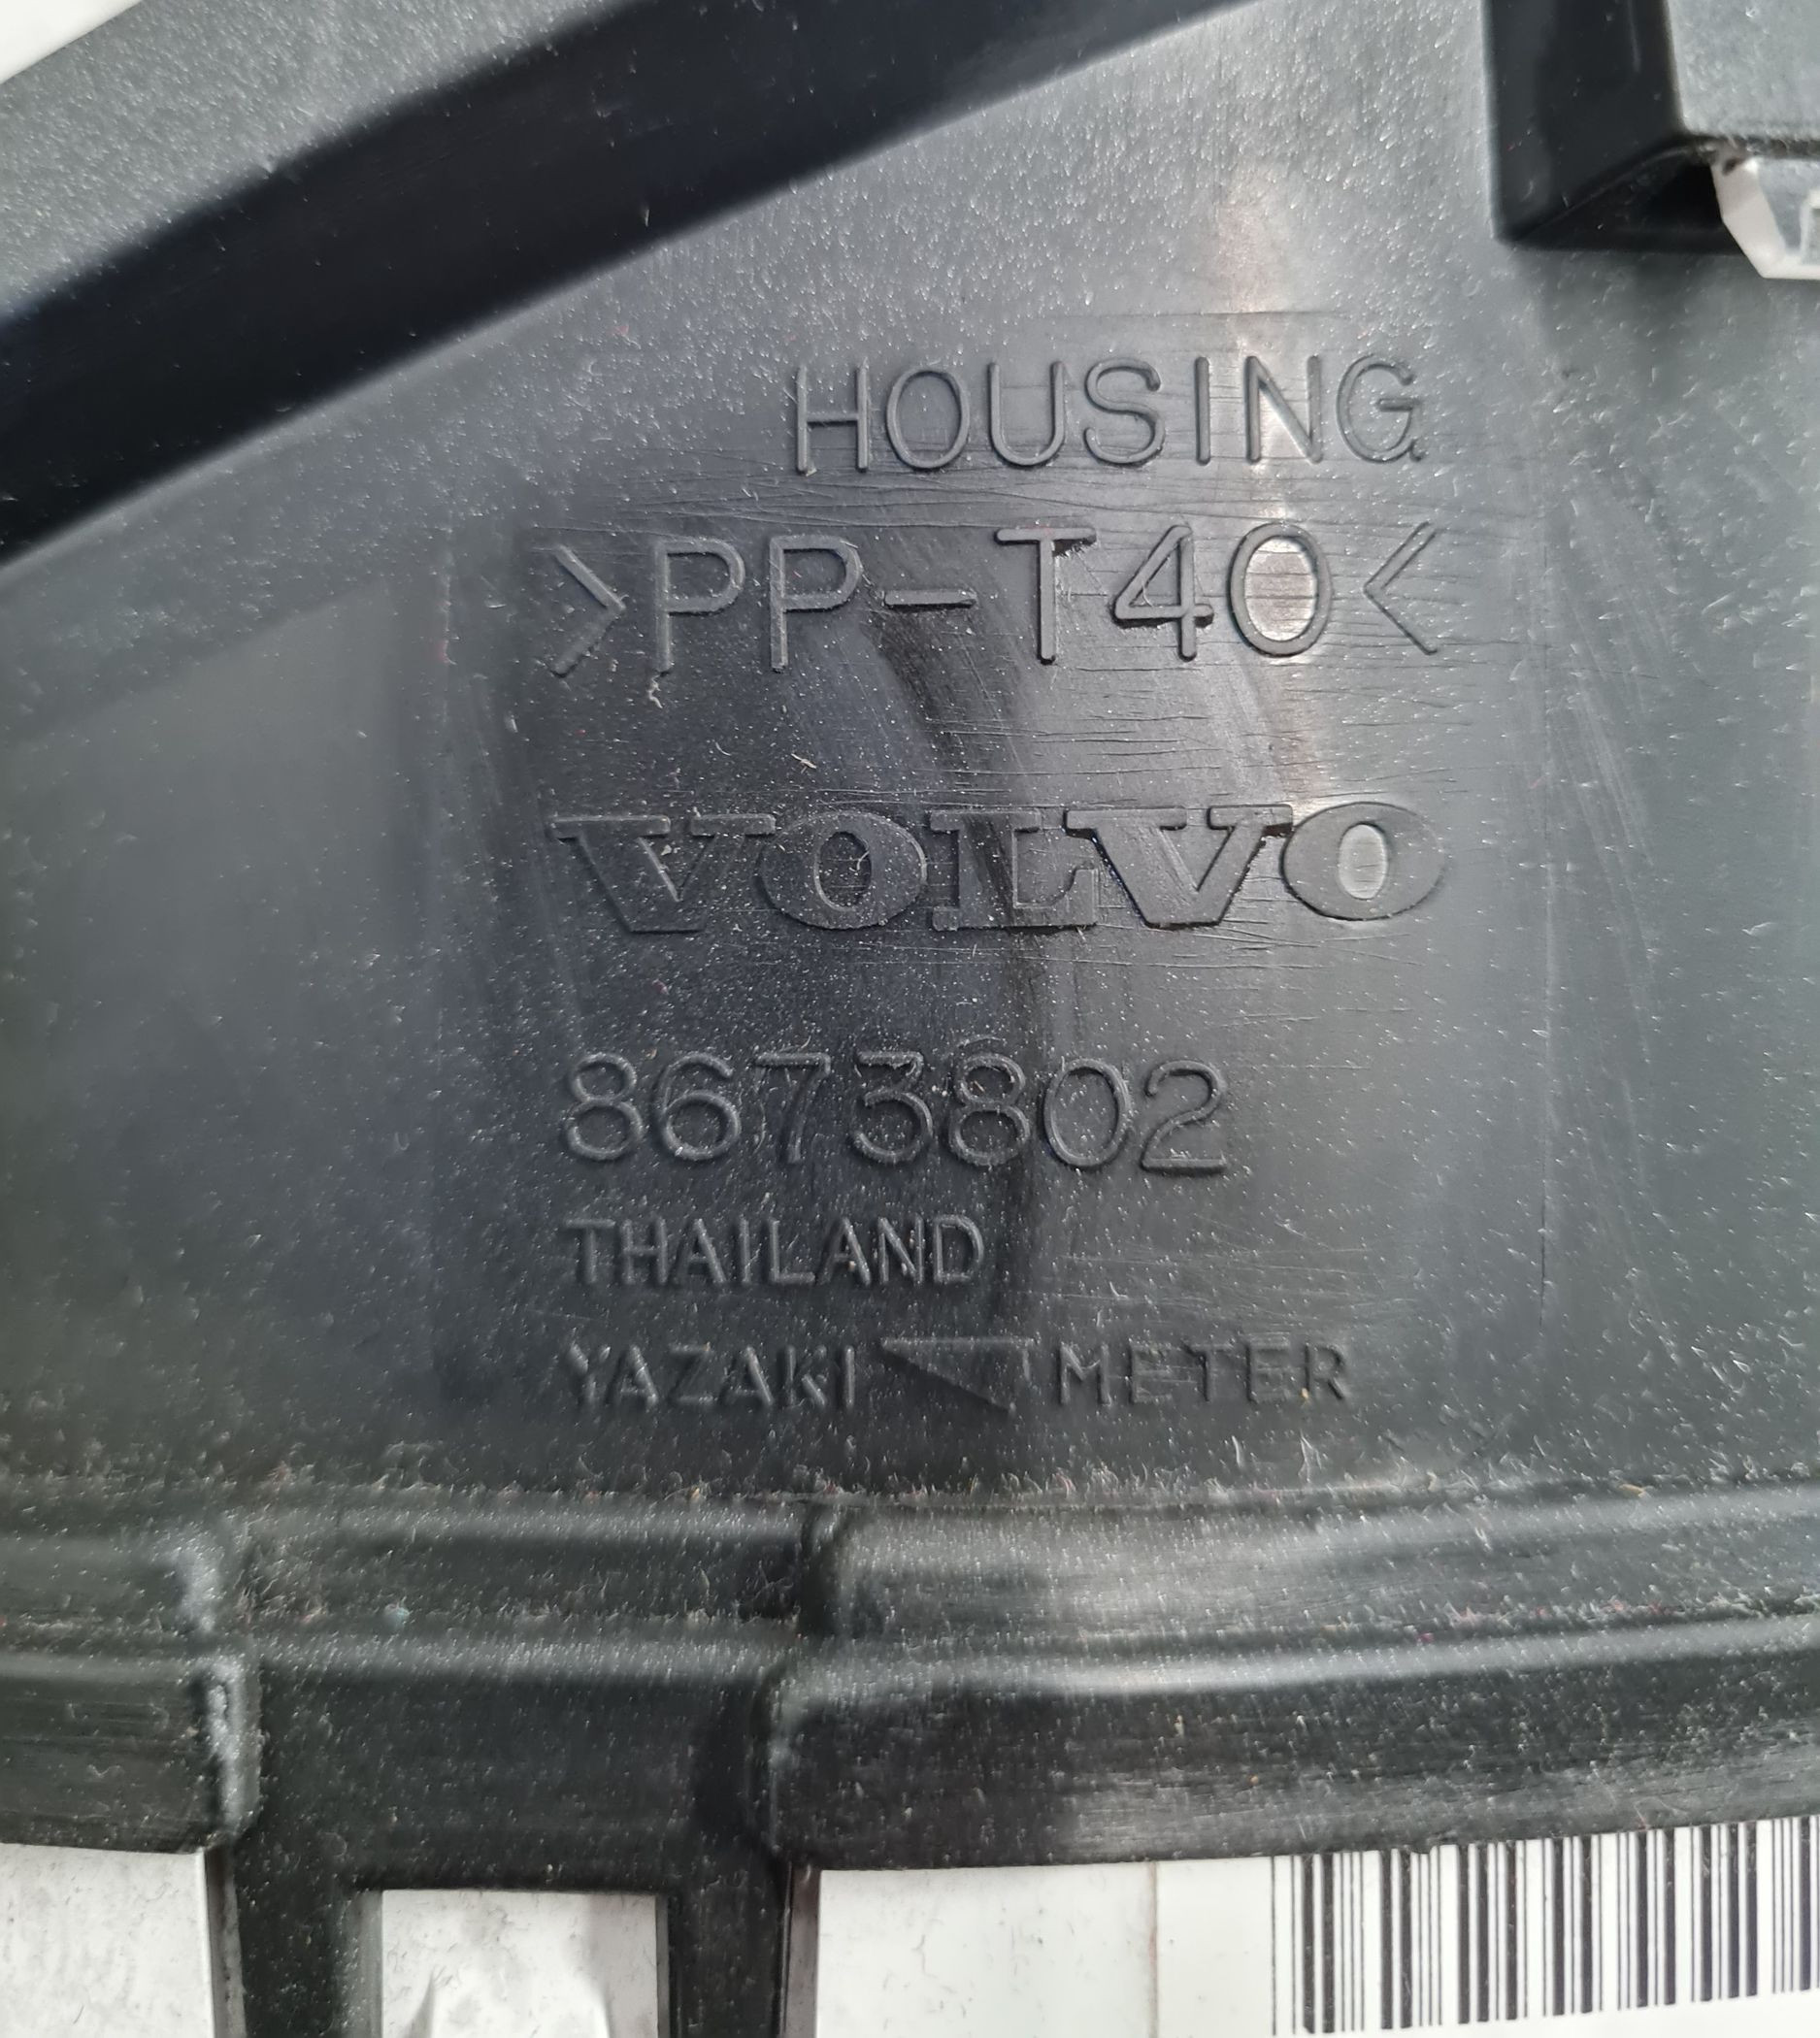 HOUSING
>PP-T40<
VOLVO
8673802
THAILAND
YAZAKI METER